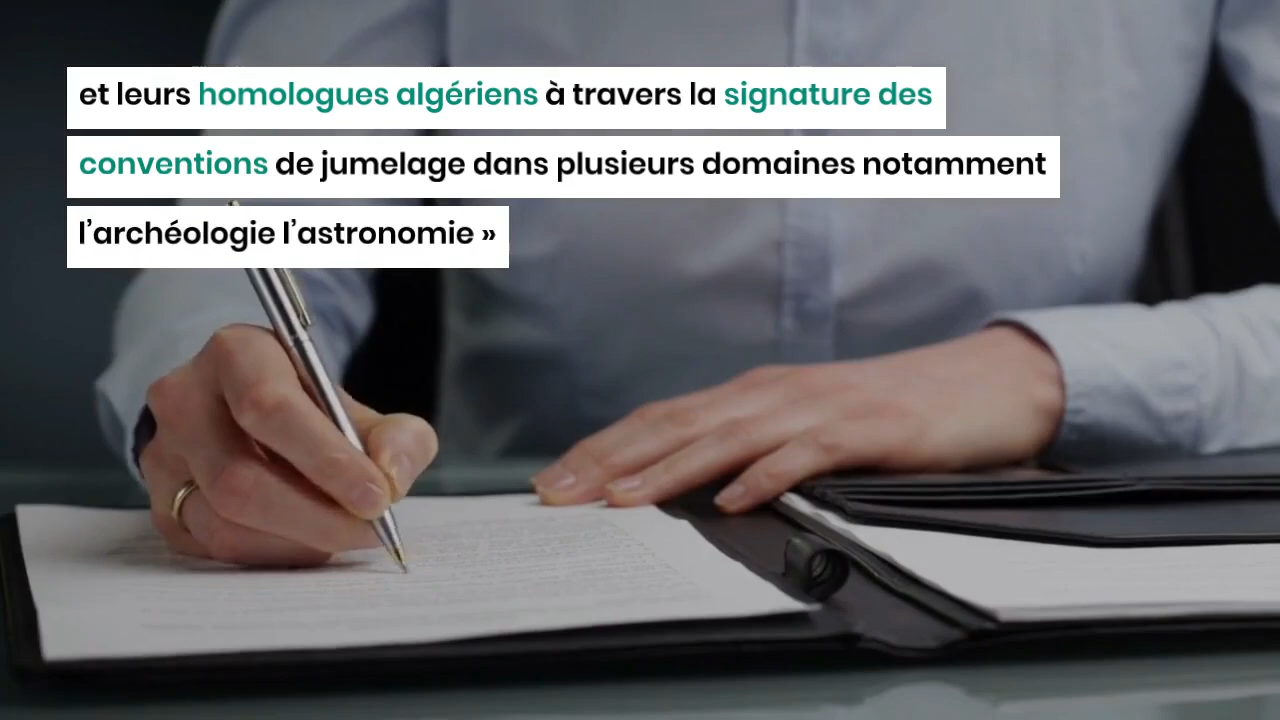 et leurs homologues algériens à travers la signature des
conventions de jumelage dans plusieurs domaines notamment
l’archéologie l’astronomie »